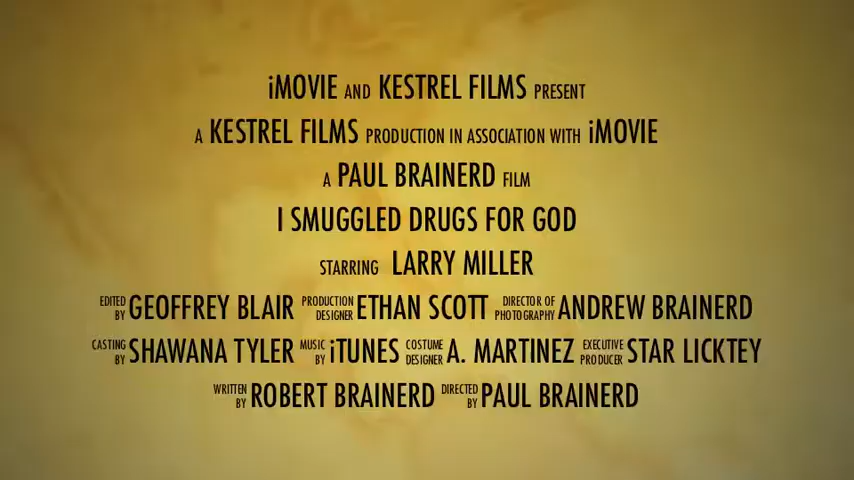 iMOVIE AND KESTREL FILMS PRESENT
A KESTREL FILMS PRODUCTION IN ASSOCIATION WITH iMOVIE
A PAUL BRAINERD FILM
I SMUGGLED DRUGS FOR GOD
STARRING LARRY MILLER
EDITED BY GEOFFREY BLAIR PRODUCTION DESIGNER ETHAN SCOTT DIRECTOR OF PHOTOGRAPHY ANDREW BRAINERD
CASTING BY SHAWANA TYLER MUSIC BY iTUNES COSTUME DESIGNER A. MARTINEZ EXECUTIVE PRODUCER STAR LICKTEY
WRITTEN BY ROBERT BRAINERD DIRECTED BY PAUL BRAINERD